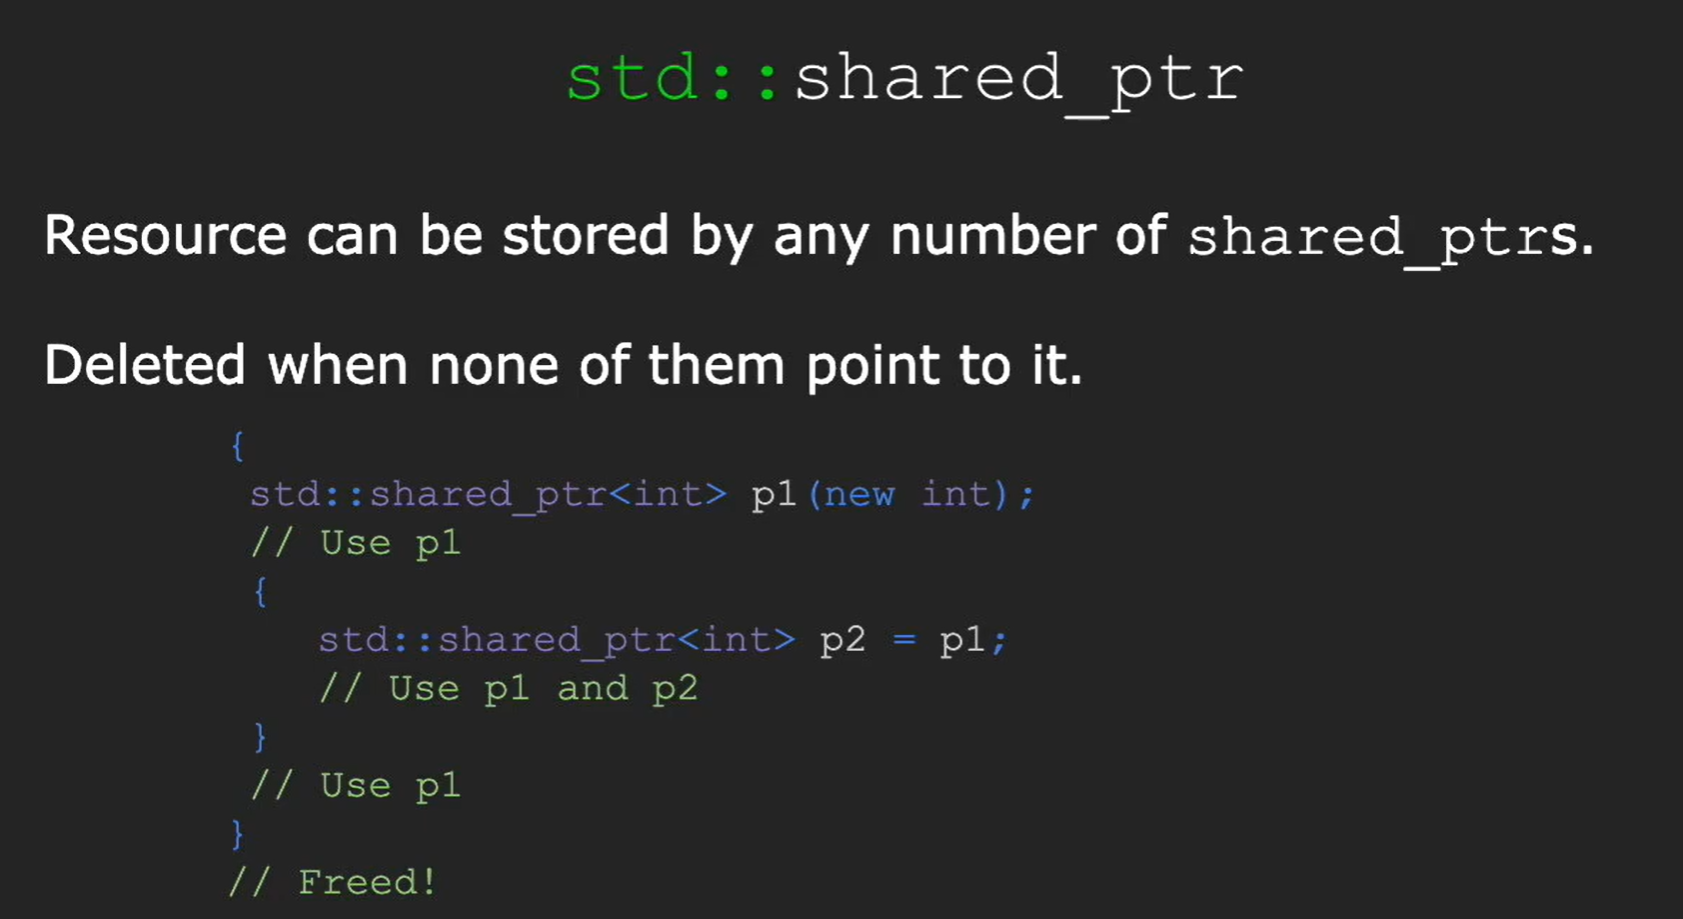 std::shared_ptr
Resource can be stored by any number of shared_ptrs.
Deleted when none of them point to it.
{
std::shared_ptr<int> p1(new int);
// Use p1
{
std::shared_ptr<int> p2 = p1;
// Use p1 and p2
}
// Use p1
}
// Freed!